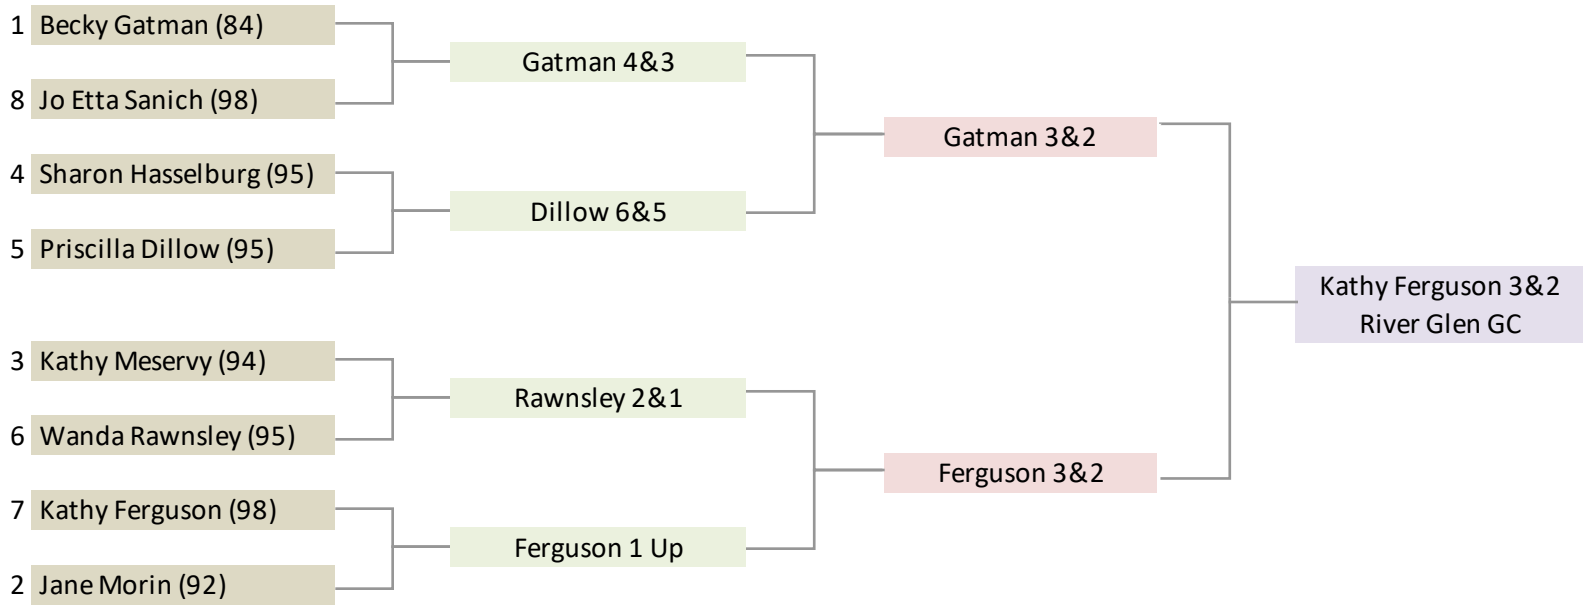 1 Becky Gatman (84)
Gatman 4&3
8 Jo Etta Sanich (98)
Gatman 3&2
4 Sharon Hasselburg (95)
Dillow 6&5
5 Priscilla Dillow (95)
Kathy Ferguson 3&2
River Glen GC
3 Kathy Meservy (94)
Rawnsley 2&1
6 Wanda Rawnsley (95)
Ferguson 3&2
7 Kathy Ferguson (98)
Ferguson 1 Up
2 Jane Morin (92)